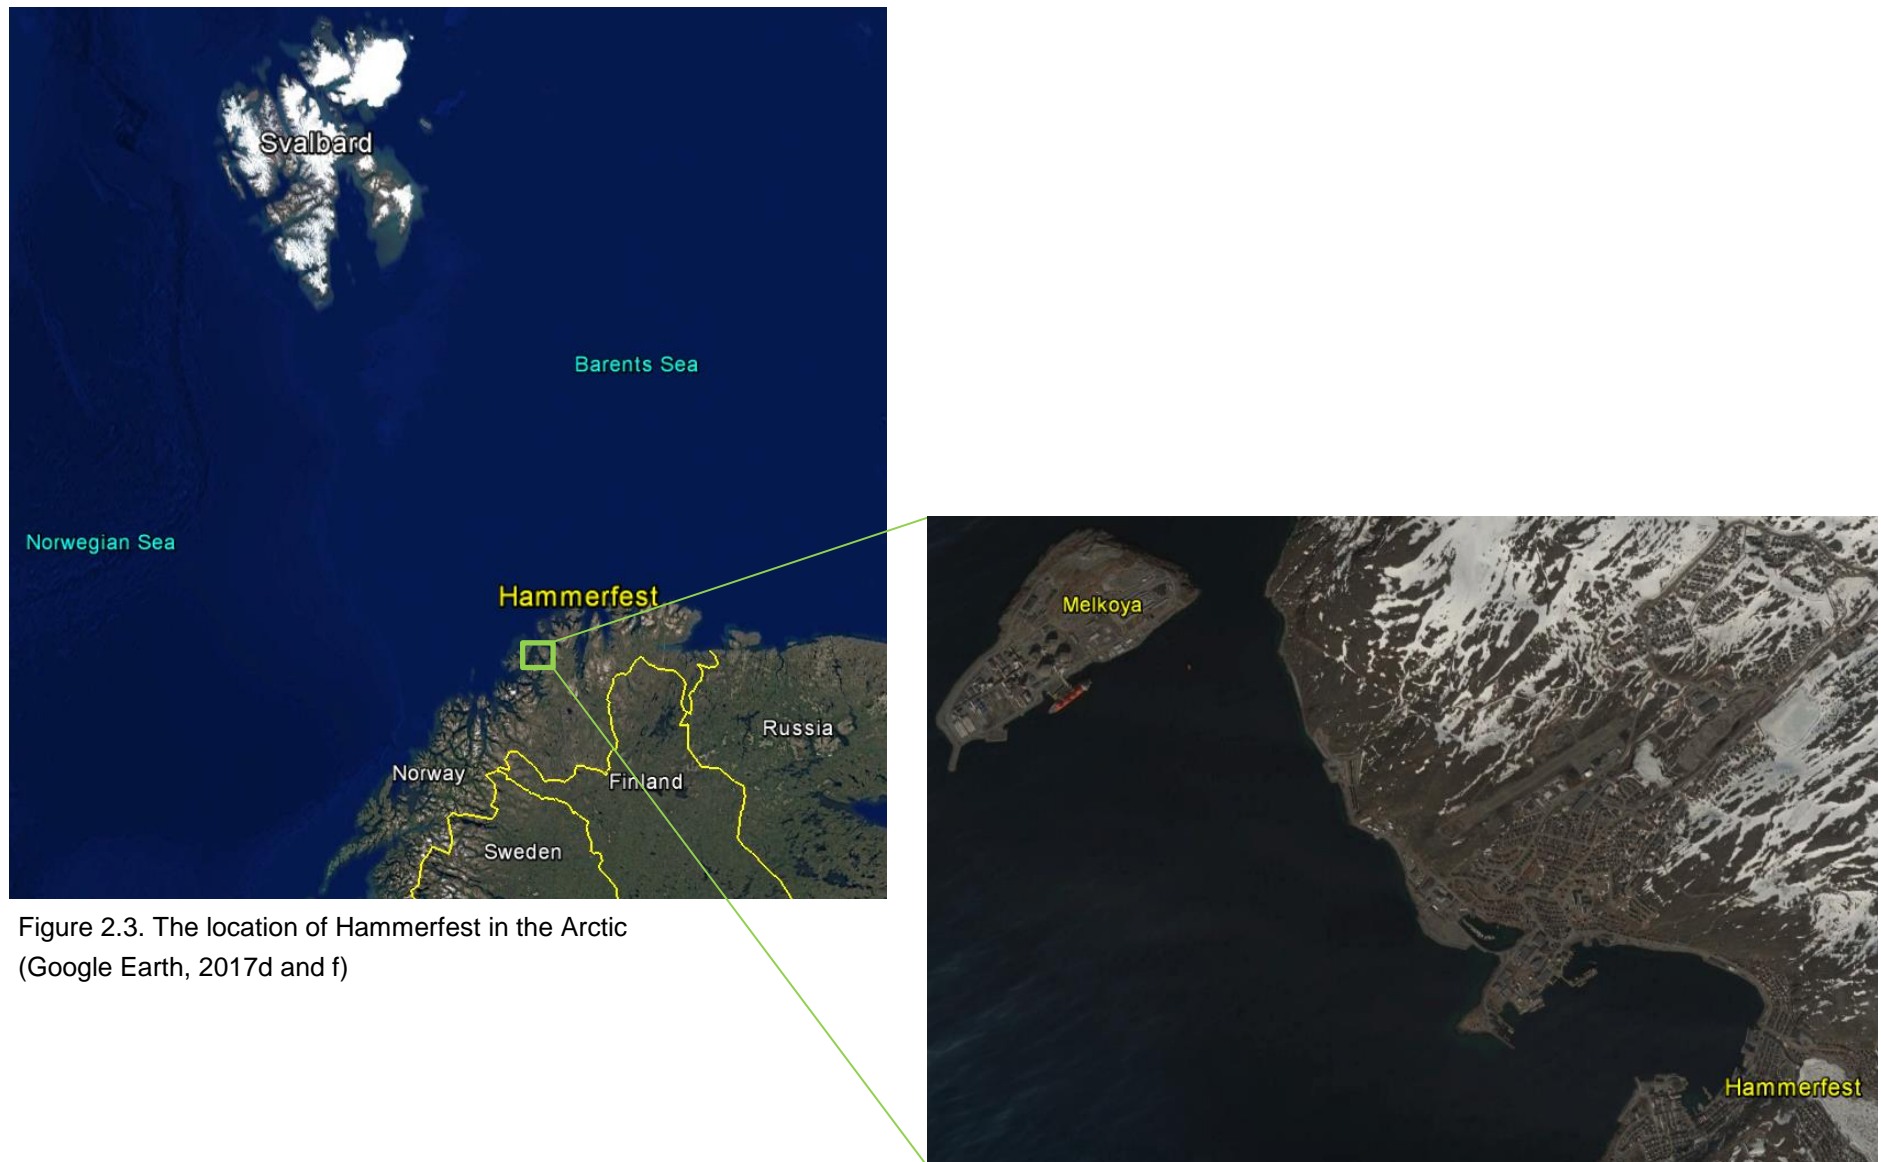 Svalbard
Barents Sea
Norwegian Sea
Hammerfest
Russia
Norway
Finland
Sweden
Figure 2.3. The location of Hammerfest in the Arctic
(Google Earth, 2017d and f)
Melkoya
Hammerfest